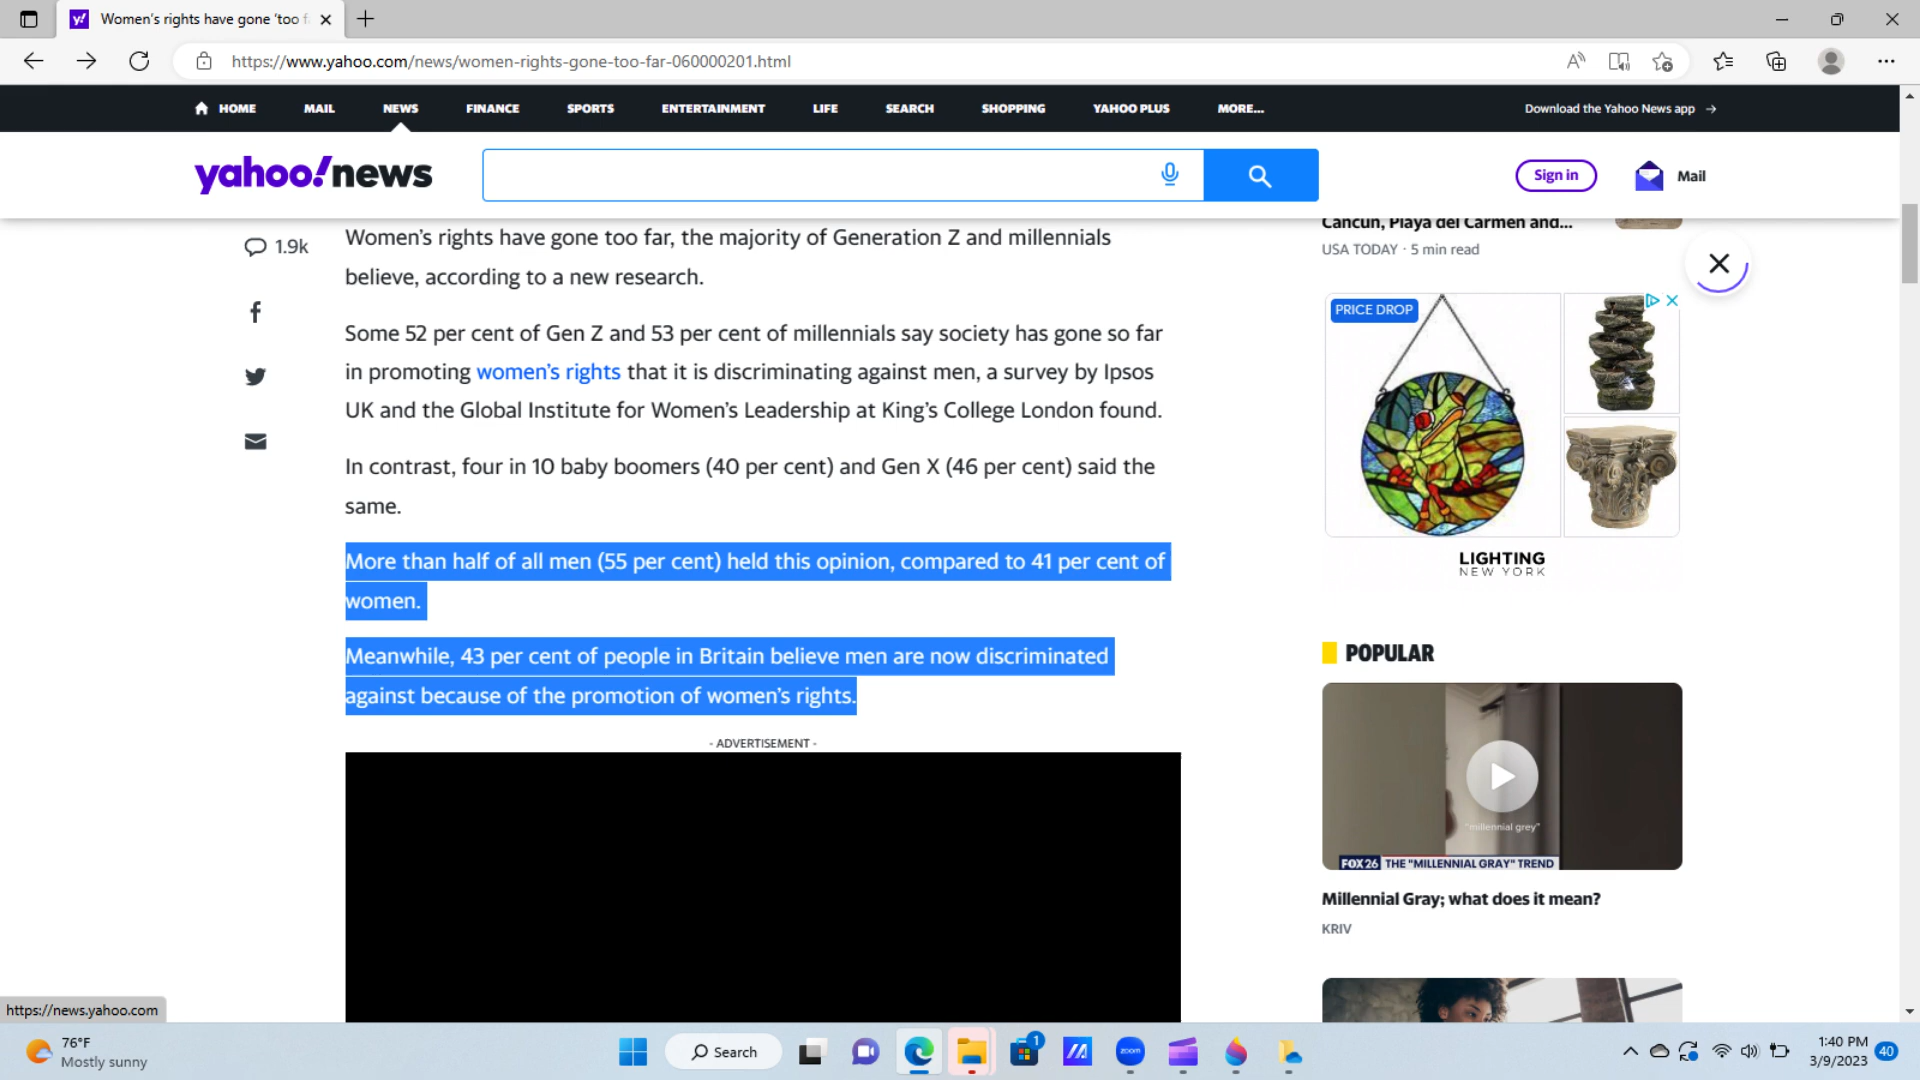 Women's rights have gone 'too f
https://www.yahoo.com/news/women-rights-gone-too-far-060000201.html
HOME MAIL NEWS FINANCE SPORTS ENTERTAINMENT LIFE SEARCH SHOPPING YAHOO PLUS MORE... Download the Yahoo News app →
yahoo!news
Sign in
Mail
1.9k
Women's rights have gone too far, the majority of Generation Z and millennials
believe, according to a new research.
Some 52 per cent of Gen Z and 53 per cent of millennials say society has gone so far
in promoting women's rights that it is discriminating against men, a survey by Ipsos
UK and the Global Institute for Women's Leadership at King's College London found.
In contrast, four in 10 baby boomers (40 per cent) and Gen X (46 per cent) said the
same.
More than half of all men (55 per cent) held this opinion, compared to 41 per cent of
women.
Meanwhile, 43 per cent of people in Britain believe men are now discriminated
against because of the promotion of women's rights.
- ADVERTISEMENT -
Cancun, Playa del Carmen and...
USA TODAY · 5 min read
PRICE DROP
LIGHTING
NEW YORK
POPULAR
"millennial grey"
FOX 26 THE "MILLENNIAL GRAY" TREND
Millennial Gray; what does it mean?
KRIV
https://news.yahoo.com
76°F
Mostly sunny
Search
1
zoom
1:40 PM
3/9/2023
40